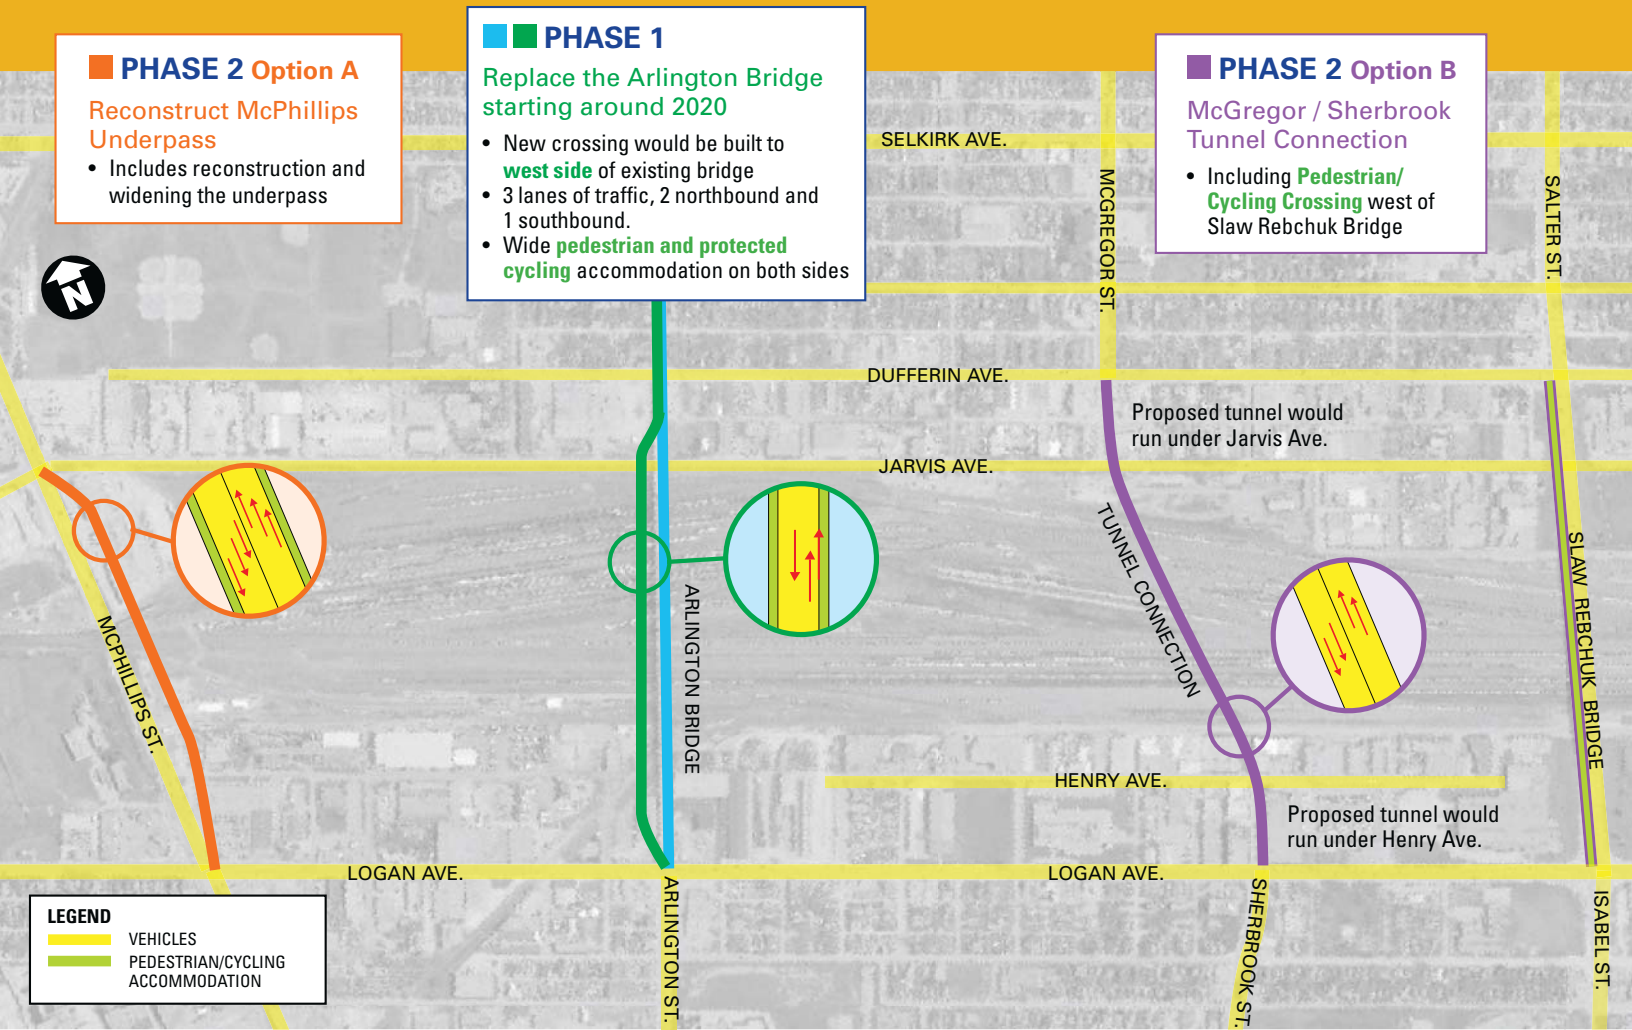 PHASE 2 Option A
Reconstruct McPhillips
Underpass
• Includes reconstruction and
widening the underpass
PHASE 1
Replace the Arlington Bridge
starting around 2020
• New crossing would be built to
west side of existing bridge
• 3 lanes of traffic, 2 northbound and
1 southbound.
• Wide pedestrian and protected
cycling accommodation on both sides
PHASE 2 Option B
McGregor / Sherbrook
Tunnel Connection
• Including Pedestrian/
Cycling Crossing west of
Slaw Rebchuk Bridge
N
SELKIRK AVE.
MCGREGOR ST.
SALTER ST.
DUFFERIN AVE.
Proposed tunnel would
run under Jarvis Ave.
JARVIS AVE.
TUNNEL CONNECTION
SLAW REBCHUK BRIDGE
ARLINGTON BRIDGE
MCPHILLIPS ST.
HENRY AVE.
Proposed tunnel would
run under Henry Ave.
LOGAN AVE.
LOGAN AVE.
ARLINGTON ST.
SHERBROOK ST.
ISABEL ST.
LEGEND
VEHICLES
PEDESTRIAN/CYCLING
ACCOMMODATION